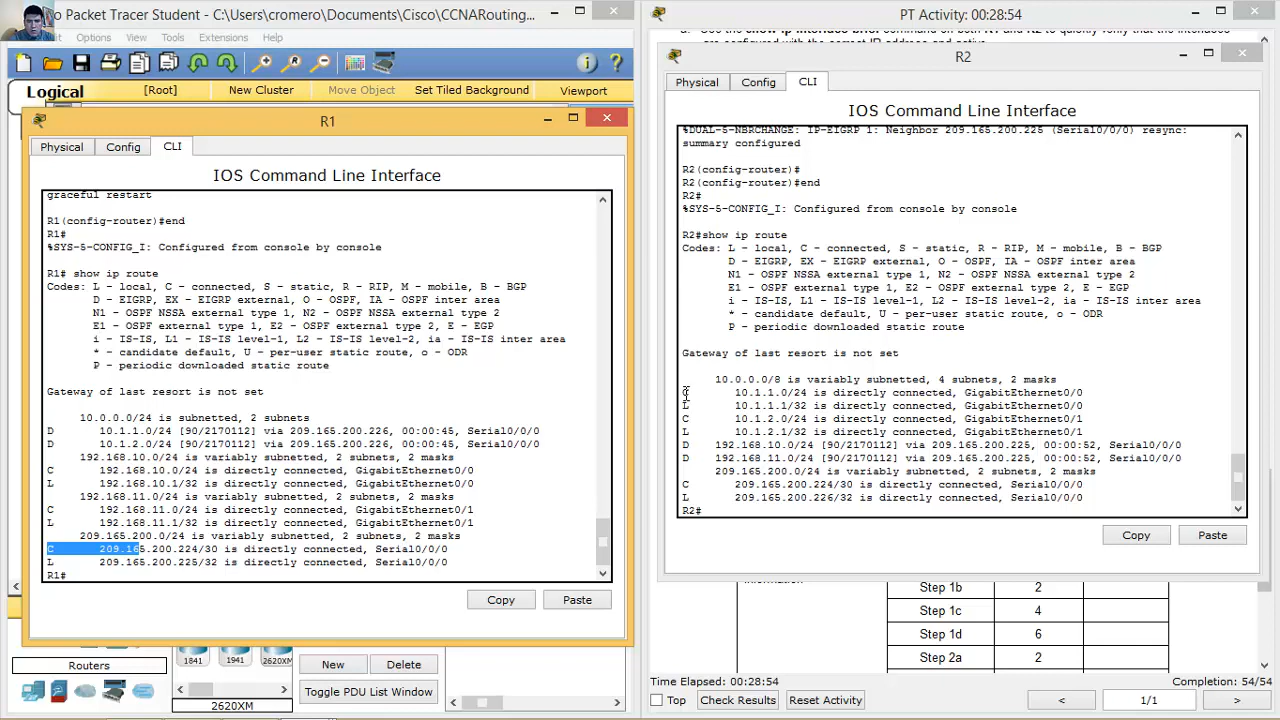 o Packet Tracer Student - C:\Users\cromero\Documents\Cisco\CCNARouting...
Options View Tools Extensions Help
Logical [Root] New Cluster Move Object Set Tiled Background Viewport
R1
Physical Config CLI
IOS Command Line Interface
graceful restart
R1(config-router)#end
R1#
%SYS-5-CONFIG_I: Configured from console by console
R1# show ip route
Codes: L - local, C - connected, S - static, R - RIP, M - mobile, B - BGP
D - EIGRP, EX - EIGRP external, O - OSPF, IA - OSPF inter area
N1 - OSPF NSSA external type 1, N2 - OSPF NSSA external type 2
E1 - OSPF external type 1, E2 - OSPF external type 2, E - EGP
i - IS-IS, L1 - IS-IS level-1, L2 - IS-IS level-2, ia - IS-IS inter area
* - candidate default, U - per-user static route, o - ODR
P - periodic downloaded static route
Gateway of last resort is not set
10.0.0.0/24 is subnetted, 2 subnets
D 10.1.1.0/24 [90/2170112] via 209.165.200.226, 00:00:45, Serial0/0/0
D 10.1.2.0/24 [90/2170112] via 209.165.200.226, 00:00:45, Serial0/0/0
192.168.10.0/24 is variably subnetted, 2 subnets, 2 masks
C 192.168.10.0/24 is directly connected, GigabitEthernet0/0
L 192.168.10.1/32 is directly connected, GigabitEthernet0/0
192.168.11.0/24 is variably subnetted, 2 subnets, 2 masks
C 192.168.11.0/24 is directly connected, GigabitEthernet0/1
L 192.168.11.1/32 is directly connected, GigabitEthernet0/1
209.165.200.0/24 is variably subnetted, 2 subnets, 2 masks
C 209.165.200.224/30 is directly connected, Serial0/0/0
L 209.165.200.225/32 is directly connected, Serial0/0/0
R1#
Copy Paste
Routers
1841 1941 2620XM
2620XM
New Delete
Toggle PDU List Window
PT Activity: 00:28:54
R2
Physical Config CLI
IOS Command Line Interface
%DUAL-5-NBRCHANGE: IP-EIGRP 1: Neighbor 209.165.200.225 (Serial0/0/0) resync:
summary configured
R2(config-router)#
R2(config-router)#end
R2#
%SYS-5-CONFIG_I: Configured from console by console
R2#show ip route
Codes: L - local, C - connected, S - static, R - RIP, M - mobile, B - BGP
D - EIGRP, EX - EIGRP external, O - OSPF, IA - OSPF inter area
N1 - OSPF NSSA external type 1, N2 - OSPF NSSA external type 2
E1 - OSPF external type 1, E2 - OSPF external type 2, E - EGP
i - IS-IS, L1 - IS-IS level-1, L2 - IS-IS level-2, ia - IS-IS inter area
* - candidate default, U - per-user static route, o - ODR
P - periodic downloaded static route
Gateway of last resort is not set
10.0.0.0/8 is variably subnetted, 4 subnets, 2 masks
C 10.1.1.0/24 is directly connected, GigabitEthernet0/0
L 10.1.1.1/32 is directly connected, GigabitEthernet0/0
C 10.1.2.0/24 is directly connected, GigabitEthernet0/1
L 10.1.2.1/32 is directly connected, GigabitEthernet0/1
D 192.168.10.0/24 [90/2170112] via 209.165.200.225, 00:00:52, Serial0/0/0
D 192.168.11.0/24 [90/2170112] via 209.165.200.225, 00:00:52, Serial0/0/0
209.165.200.0/24 is variably subnetted, 2 subnets, 2 masks
C 209.165.200.224/30 is directly connected, Serial0/0/0
L 209.165.200.226/32 is directly connected, Serial0/0/0
R2#
Copy Paste
Step 1b 2
Step 1c 4
Step 1d 6
Step 2a 2
Time Elapsed: 00:28:54 Completion: 54/54
Top Check Results Reset Activity < 1/1 >